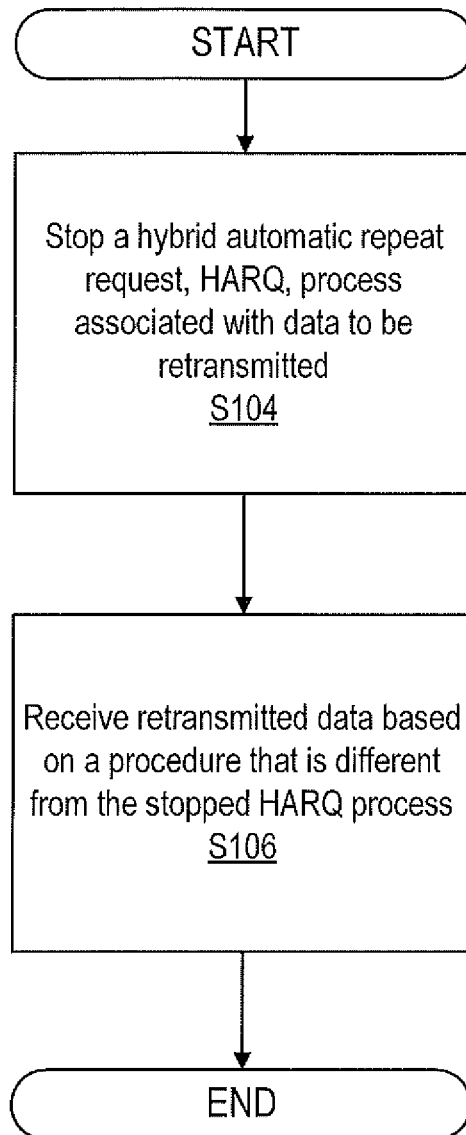 START
Stop a hybrid automatic repeat
request, HARQ, process
associated with data to be
retransmitted
S104
Receive retransmitted data based
on a procedure that is different
from the stopped HARQ process
S106
END